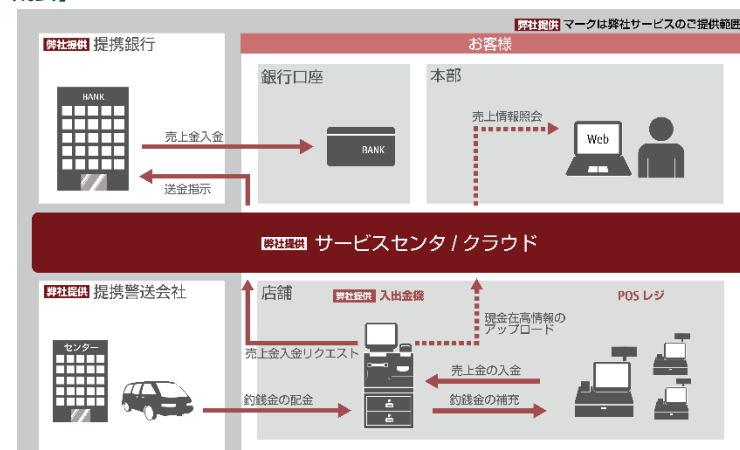 弊社提供 マークは弊社サービスのご提供範囲
弊社提供 提携銀行
お客様
銀行口座
本部
BANK
売上金入金
BANK
送金指示
売上情報照会
Web
弊社提供 サービスセンタ / クラウド
弊社提供 提携警送会社
店舗
弊社提供 入出金機
POS レジ
現金在高情報の
アップロード
センター
売上金入金リクエスト
売上金の入金
釣銭金の配金
釣銭金の補充